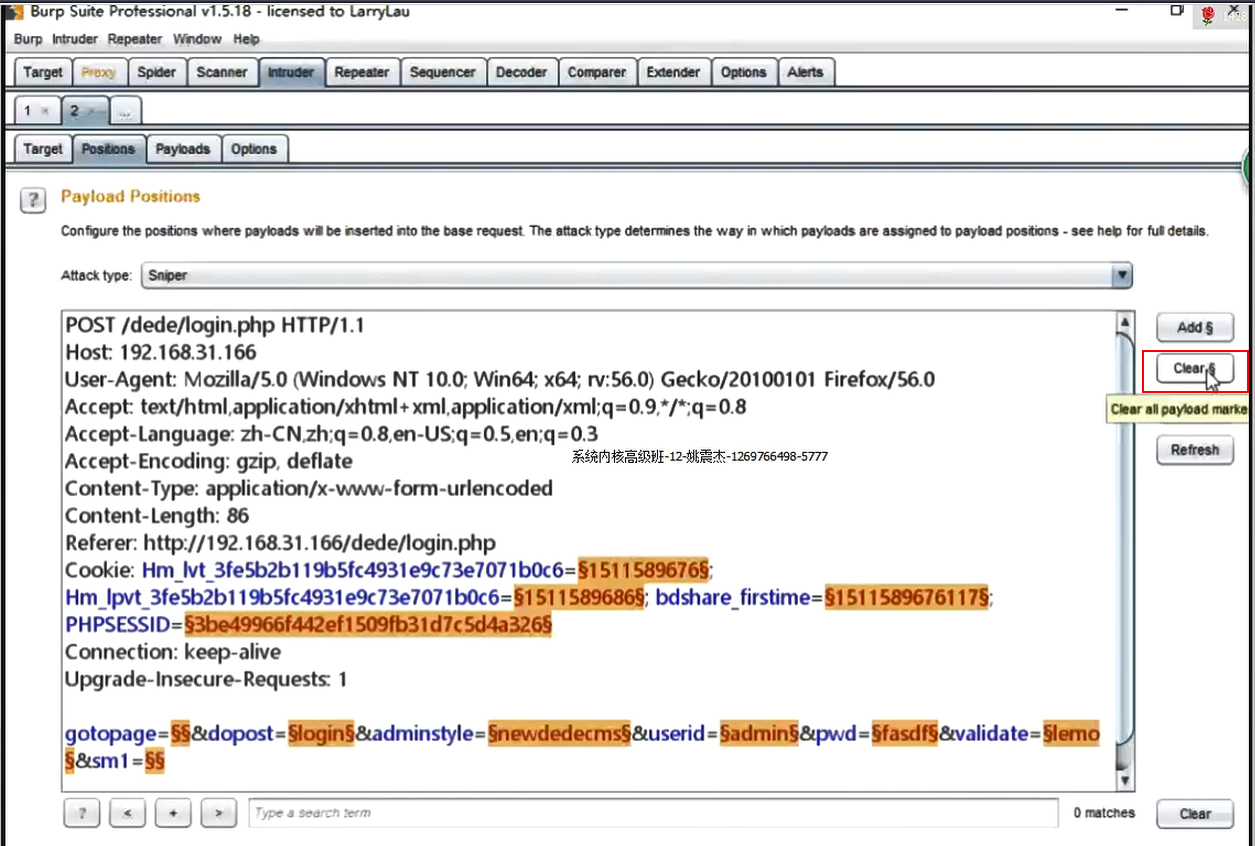 Burp Suite Professional v1.5.18 - licensed to LarryLau
Burp Intruder Repeater Window Help
Target Proxy Spider Scanner Intruder Repeater Sequencer Decoder Comparer Extender Options Alerts
1 × 2 × ...
Target Positions Payloads Options
? Payload Positions
Configure the positions where payloads will be inserted into the base request. The attack type determines the way in which payloads are assigned to payload positions - see help for full details.
Attack type: Sniper
POST /dede/login.php HTTP/1.1
Add §
Host: 192.168.31.166
User-Agent: Mozilla/5.0 (Windows NT 10.0; Win64; x64; rv:56.0) Gecko/20100101 Firefox/56.0
Clear §
Accept: text/html,application/xhtml+xml,application/xml;q=0.9,*/*;q=0.8
Clear all payload marke
Accept-Language: zh-CN,zh;q=0.8,en-US;q=0.5,en;q=0.3
系统内核高级班-12-姚震杰-1269766498-5777
Refresh
Accept-Encoding: gzip, deflate
Content-Type: application/x-www-form-urlencoded
Content-Length: 86
Referer: http://192.168.31.166/dede/login.php
Cookie: Hm_lvt_3fe5b2b119b5fc4931e9c73e7071b0c6=§1511589676§;
Hm_lpvt_3fe5b2b119b5fc4931e9c73e7071b0c6=§1511589686§; bdshare_firstime=§1511589676117§;
PHPSESSID=§3be49966f442ef1509fb31d7c5d4a326§
Connection: keep-alive
Upgrade-Insecure-Requests: 1
gotopage=§§&dopost=§login§&adminstyle=§newdedecms§&userid=§admin§&pwd=§fasdf§&validate=§lemo
§&sm1=§§
? < + > Type a search term 0 matches Clear